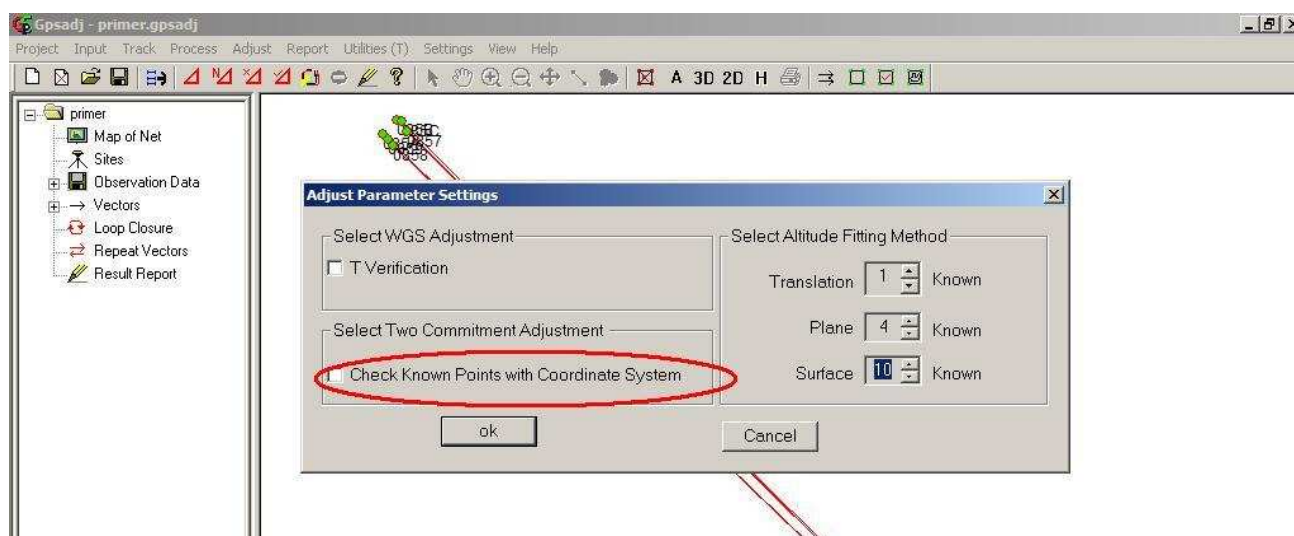 Gpsadj - primer.gpsadj
Project Input Track Process Adjust Report Utilities (T) Settings View Help
A 3D 2D H
primer
Map of Net
Sites
Observation Data
Vectors
Loop Closure
Repeat Vectors
Result Report
Adjust Parameter Settings
Select WGS Adjustment
T Verification
Select Two Commitment Adjustment
Check Known Points with Coordinate System
Select Altitude Fitting Method
Translation 1 Known
Plane 4 Known
Surface 10 Known
ok
Cancel